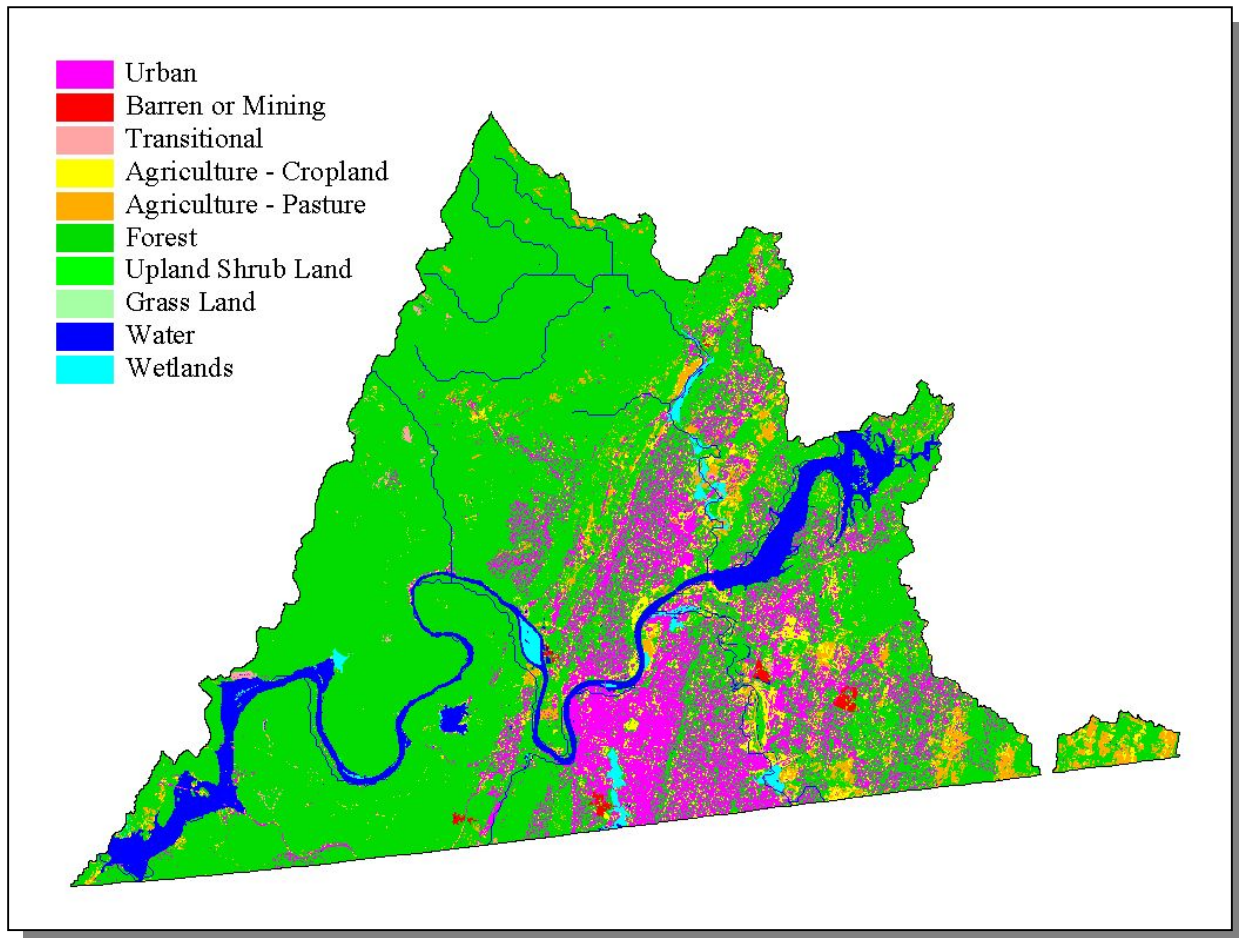 Urban
Barren or Mining
Transitional
Agriculture - Cropland
Agriculture - Pasture
Forest
Upland Shrub Land
Grass Land
Water
Wetlands